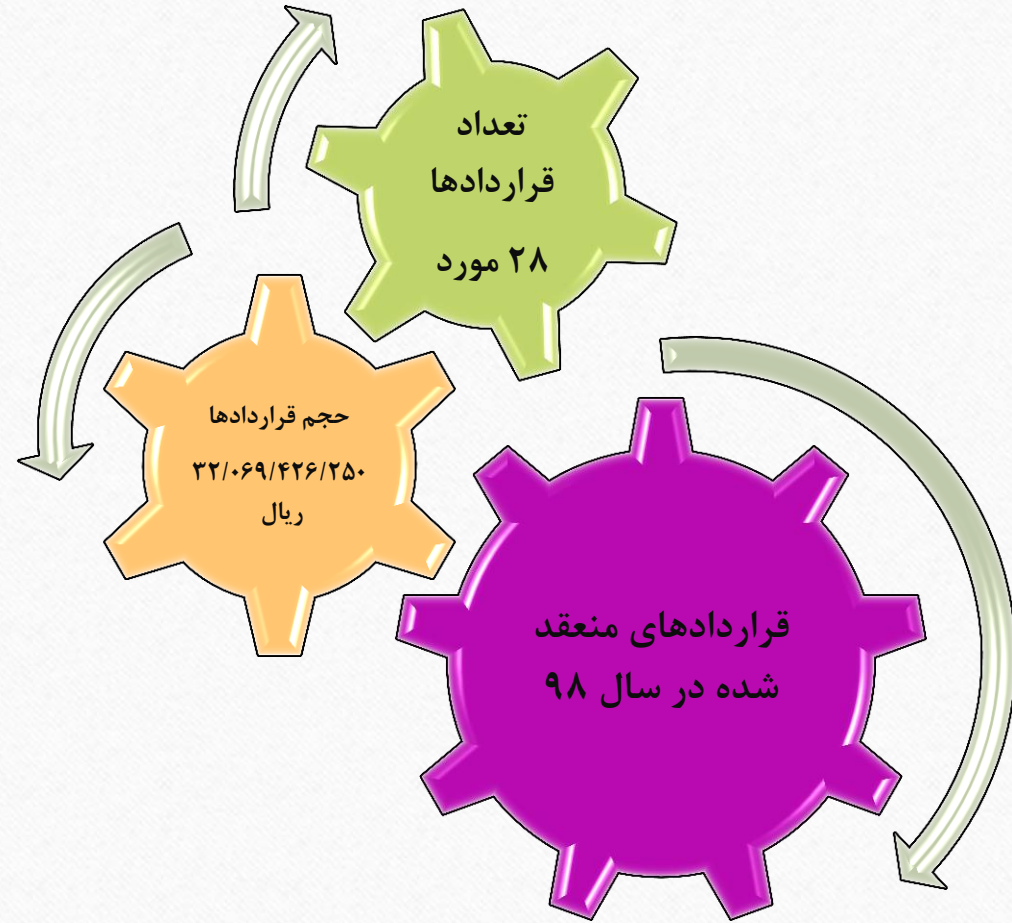 تعداد
قراردادها
۲۸ مورد
حجم قراردادها
۳۲/۰۶۹/۴۲۶/۲۵۰
ریال
قراردادهای منعقد
شده در سال ۹۸